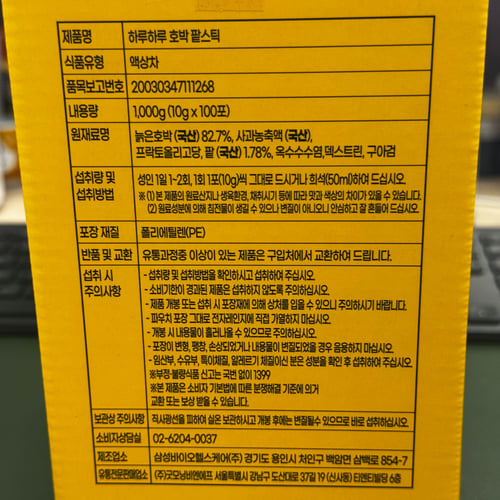 제품명 하루하루 호박 팥스틱
식품유형 액상차
품목보고번호 20030347111268
내용량 1,000g (10g x 100포)
원재료명 늙은호박 (국산) 82.7%, 사과농축액 (국산),
프락토올리고당, 팥 (국산) 1.78%, 옥수수수염, 덱스트린, 구아검
섭취량 및 섭취방법 성인 1일 1~2회, 1회 1포(10g)씩 그대로 드시거나 희석(50ml)하여 드십시오.
※ (1) 본 제품의 원료산지나 생육환경, 채취시기 등에 따라 맛과 색상의 차이가 있을 수 있습니다.
(2) 원료성분에 의해 침전물이 생길 수 있으나 변질이 아니오니 안심하고 잘 흔들어 드십시오.
포장 재질 폴리에틸렌(PE)
반품 및 교환 유통과정중 이상이 있는 제품은 구입처에서 교환하여 드립니다.
섭취 시 주의사항 - 섭취량 및 섭취방법을 확인하시고 섭취하여 주십시오.
- 소비기한이 경과된 제품은 섭취하지 않도록 주의하십시오.
- 제품 개봉 또는 섭취 시 포장재에 의해 상처를 입을 수 있으니 주의하시기 바랍니다.
- 파우치 포장 그대로 전자레인지에 직접 가열하지 마십시오.
- 개봉 시 내용물이 흘러나올 수 있으므로 주의하십시오.
- 포장이 변형, 팽창, 손상되었거나 내용물이 변질되었을 경우 음용하지 마십시오.
- 임산부, 수유부, 특이체질, 알레르기 체질이신 분은 성분을 확인 후 섭취하여 주십시오.
※부정·불량식품 신고는 국번 없이 1399
※본 제품은 소비자 기본법에 따른 분쟁해결 기준에 의거
교환 또는 보상 받을 수 있습니다.
보관상 주의사항 직사광선을 피하여 실온 보관하시고 개봉 후에는 변질될수 있으므로 바로 섭취하십시오.
소비자상담실 02-6204-0037
제조업소 삼성바이오헬스케어(주) 경기도 용인시 처인구 백암면 삼백로 854-7
유통전문판매업소 (주)굿모닝비엔에프 서울특별시 강남구 도산대로 37길 19 (신사동) 티엔티빌딩 6층